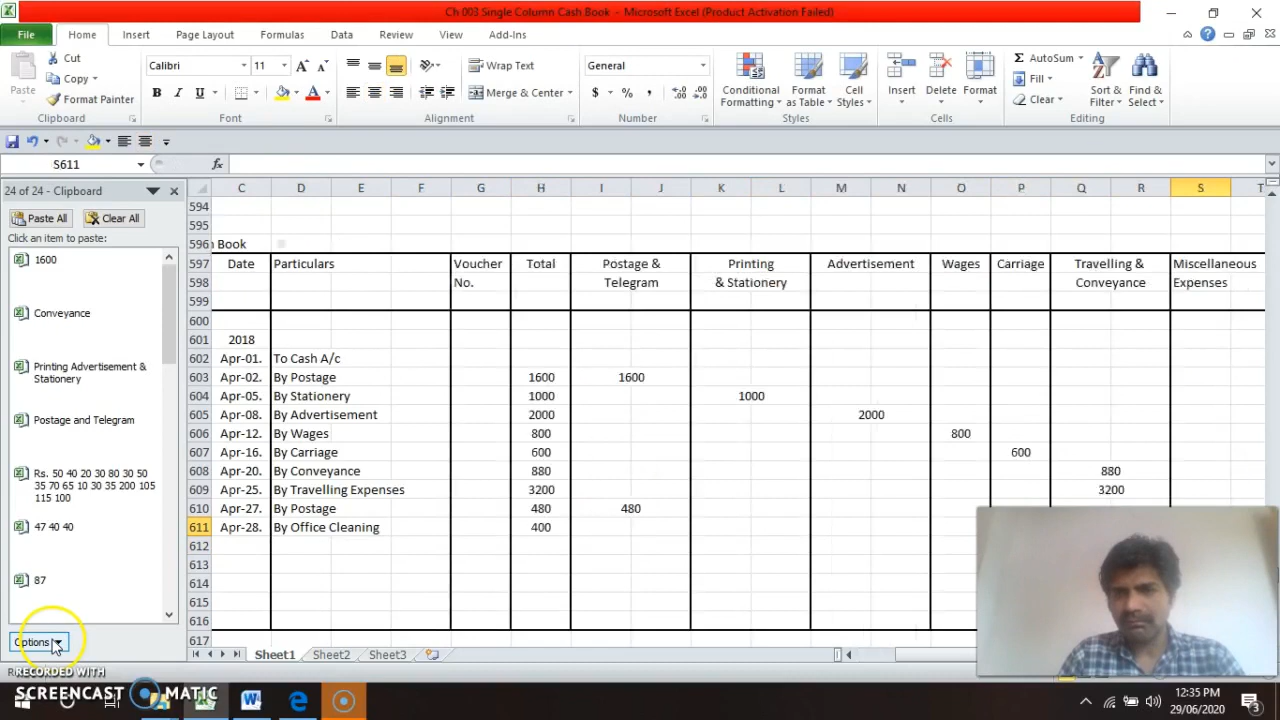 Ch 003 Single Column Cash Book - Microsoft Excel (Product Activation Failed)
File Home Insert Page Layout Formulas Data Review View Add-Ins
Paste
Cut
Copy
Format Painter
Clipboard
Calibri 11
Font
Wrap Text
Merge & Center
Alignment
General
Number
Conditional Formatting
Format as Table
Cell Styles
Styles
Insert Delete Format
Cells
AutoSum
Fill
Clear
Sort & Filter
Find & Select
Editing
S611
24 of 24 - Clipboard
Paste All Clear All
Click an item to paste:
1600
Conveyance
Printing Advertisement &
Stationery
Postage and Telegram
Rs. 50 40 20 30 80 30 50
35 70 65 10 30 35 200 105
115 100
47 40 40
87
Options
C D E F G H I J K L M N O P Q R S T
594
595
596 Book
597 Date Particulars Voucher Total Postage & Printing Advertisement Wages Carriage Travelling & Miscellaneous
598 No. Telegram & Stationery Conveyance Expenses
599
600
601 2018
602 Apr-01. To Cash A/c
603 Apr-02. By Postage 1600 1600
604 Apr-05. By Stationery 1000 1000
605 Apr-08. By Advertisement 2000 2000
606 Apr-12. By Wages 800 800
607 Apr-16. By Carriage 600 600
608 Apr-20. By Conveyance 880 880
609 Apr-25. By Travelling Expenses 3200 3200
610 Apr-27. By Postage 480 480
611 Apr-28. By Office Cleaning 400
612
613
614
615
616
617
Sheet1 Sheet2 Sheet3
RECORDED WITH
SCREENCAST MATIC
12:35 PM
29/06/2020
3